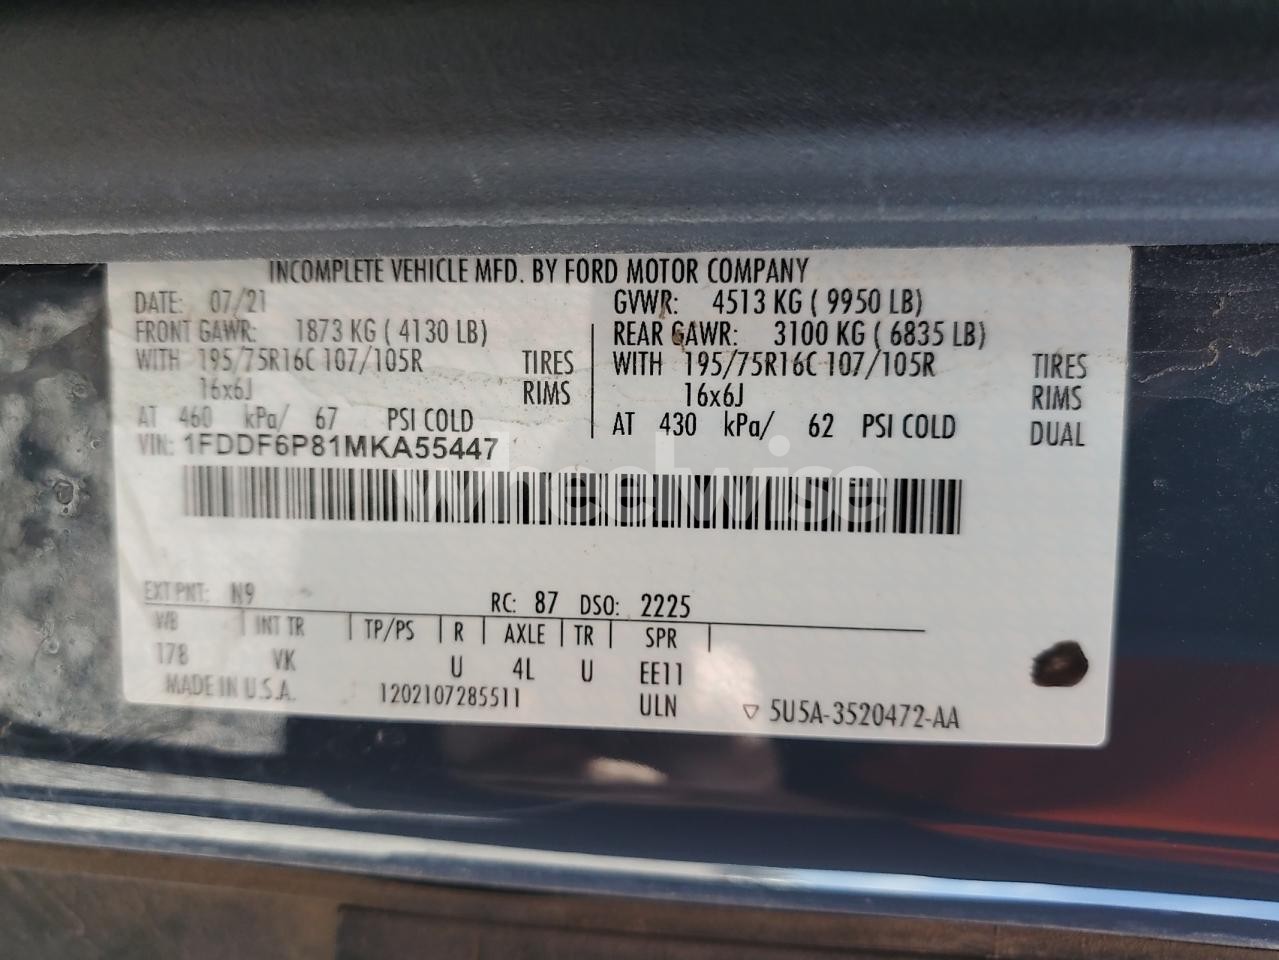 INCOMPLETE VEHICLE MFD. BY FORD MOTOR COMPANY
DATE: 07/21 GVWR: 4513 KG ( 9950 LB)
FRONT GAWR: 1873 KG ( 4130 LB) REAR GAWR: 3100 KG ( 6835 LB)
WITH 195/75R16C 107/105R TIRES WITH 195/75R16C 107/105R TIRES
16x6J RIMS 16x6J RIMS
AT 460 kPa/ 67 PSI COLD AT 430 kPa/ 62 PSI COLD DUAL
VIN: 1FDDF6P81MKA55447
wheelwise
EXT PNT: N9 RC: 87 DSO: 2225
WB INT TR TP/PS R AXLE TR SPR
178 VK U 4L U EE11
MADE IN U.S.A. 1202107285511 ULN ▽ 5U5A-3520472-AA